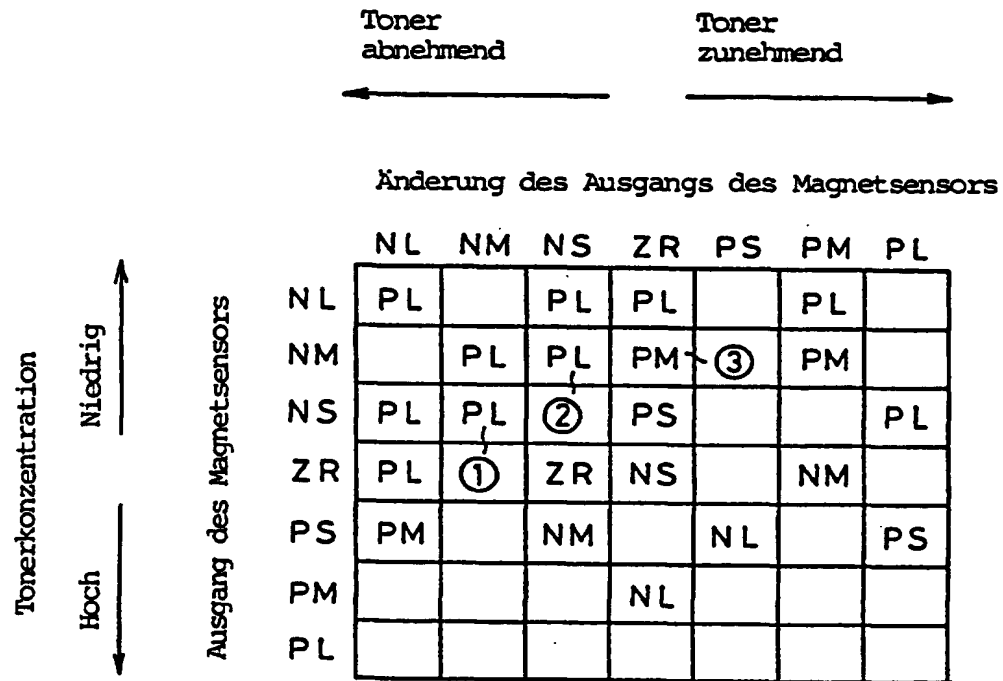 Toner
abnehmend
Toner
zunehmend
Änderung des Ausgangs des Magnetsensors
NL NM NS ZR PS PM PL
Tonerkonzentration
Niedrig
Hoch
Ausgang des Magnetsensors
NL PL PL PL PL
NM PL PL PM ③ PM
NS PL PL ② PS PL
ZR PL ① ZR NS NM
PS PM NM NL PS
PM NL
PL